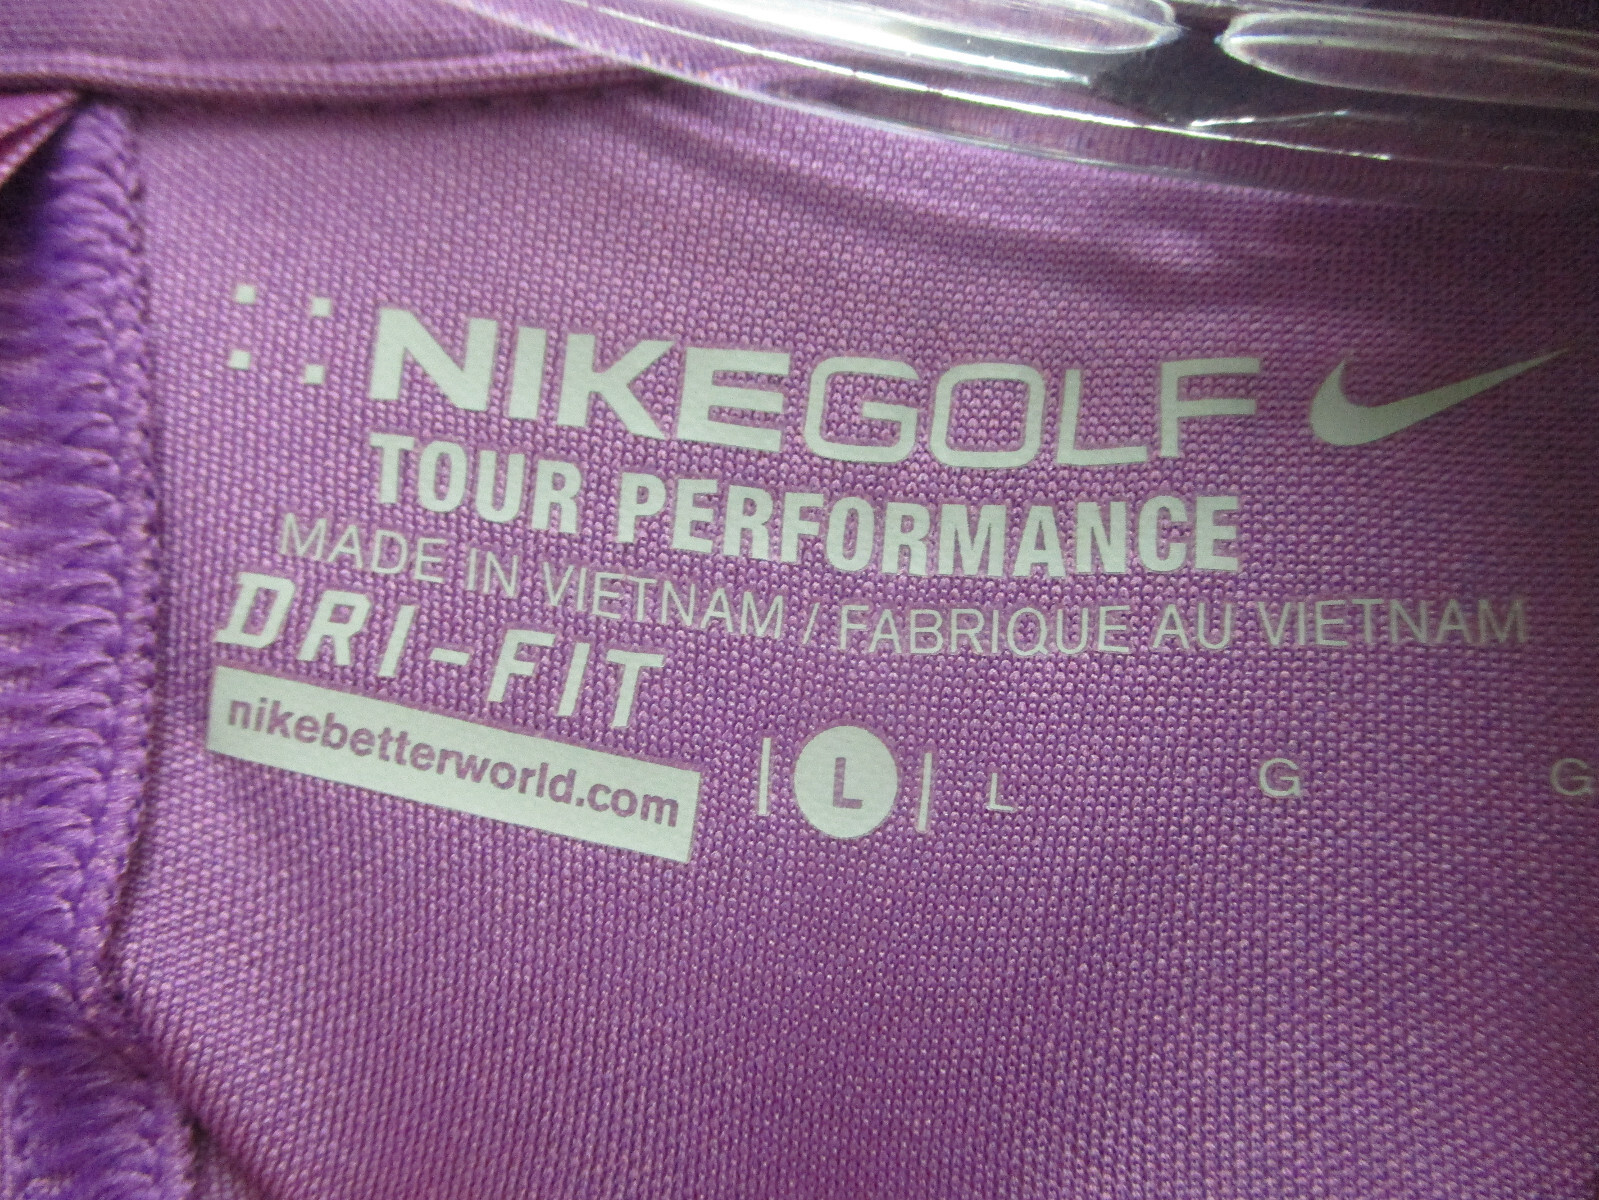 NIKEGOLF
TOUR PERFORMANCE
MADE IN VIETNAM / FABRIQUE AU VIETNAM
DRI-FIT
nikebetterworld.com
| L | L G G